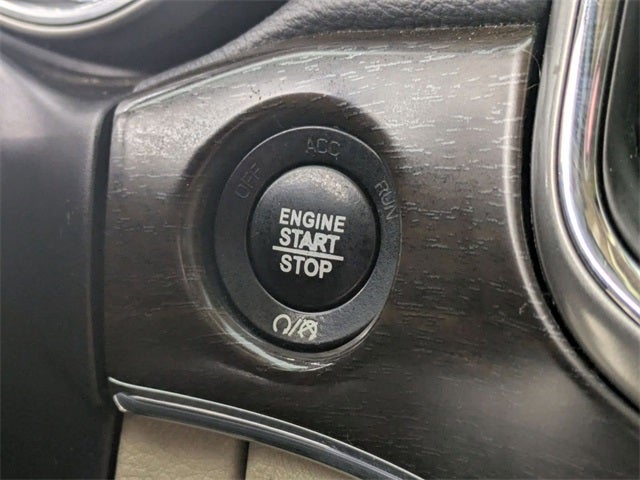 OFF
ACC
RUN
ENGINE
START
STOP